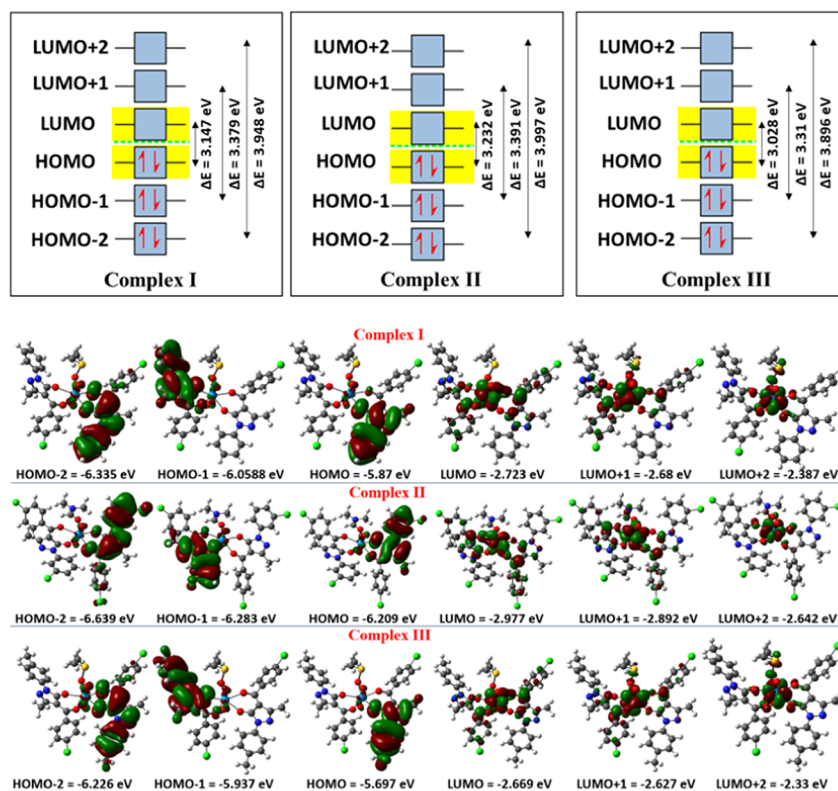 LUMO+2
LUMO+1
LUMO
HOMO
HOMO-1
HOMO-2
ΔE = 3.147 eV
ΔE = 3.379 eV
ΔE = 3.948 eV
Complex I
LUMO+2
LUMO+1
LUMO
HOMO
HOMO-1
HOMO-2
ΔE = 3.232 eV
ΔE = 3.391 eV
ΔE = 3.997 eV
Complex II
LUMO+2
LUMO+1
LUMO
HOMO
HOMO-1
HOMO-2
ΔE = 3.028 eV
ΔE = 3.31 eV
ΔE = 3.896 eV
Complex III
Complex I
HOMO-2 = -6.335 eV HOMO-1 = -6.0588 eV HOMO = -5.87 eV LUMO = -2.723 eV LUMO+1 = -2.68 eV LUMO+2 = -2.387 eV
Complex II
HOMO-2 = -6.639 eV HOMO-1 = -6.283 eV HOMO = -6.209 eV LUMO = -2.977 eV LUMO+1 = -2.892 eV LUMO+2 = -2.642 eV
Complex III
HOMO-2 = -6.226 eV HOMO-1 = -5.937 eV HOMO = -5.697 eV LUMO = -2.669 eV LUMO+1 = -2.627 eV LUMO+2 = -2.33 eV